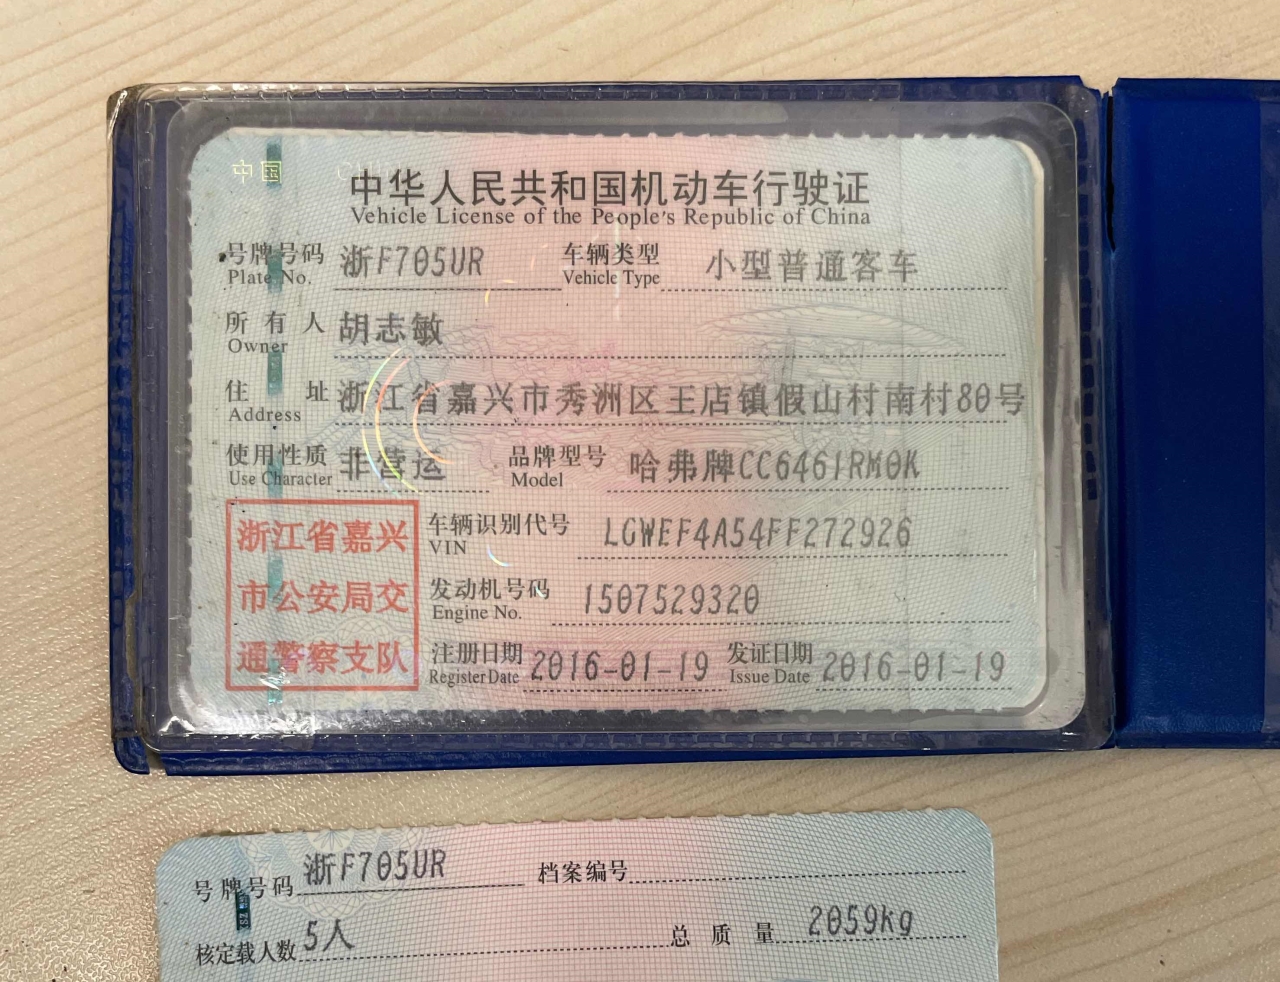 中国
中华人民共和国机动车行驶证
Vehicle License of the People's Republic of China
号牌号码 浙F705UR 车辆类型 小型普通客车
Plate No. Vehicle Type
所有人 胡志敏
Owner
住址 浙江省嘉兴市秀洲区王店镇假山村南村80号
Address
使用性质 非营运 品牌型号 哈弗牌CC6461RM0K
Use Character Model
浙江省嘉兴
市公安局交
通警察支队
车辆识别代号 LGWEF4A54FF272926
VIN
发动机号码 1507529320
Engine No.
注册日期 2016-01-19 发证日期 2016-01-19
Register Date Issue Date
号牌号码 浙F705UR 档案编号
核定载人数 5人 总质量 2059kg